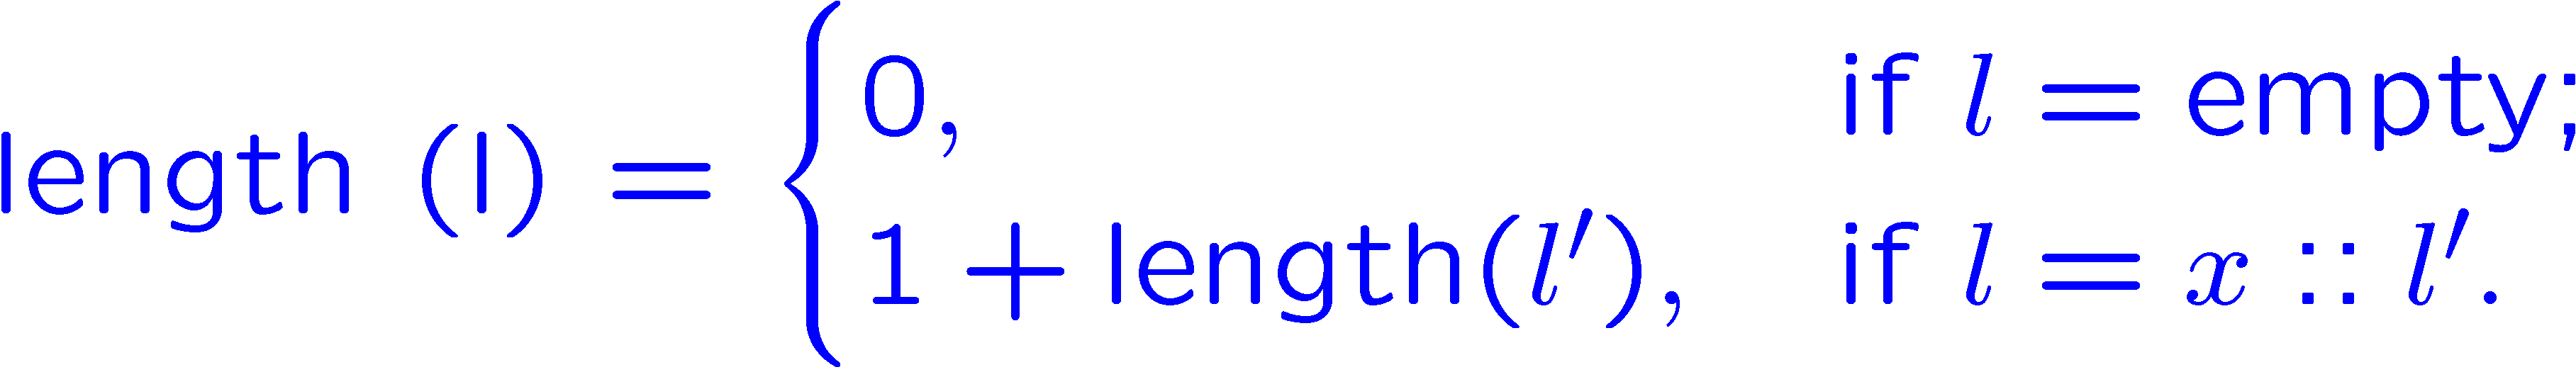 length (l) = {
0, if l = empty;
1 + length(l′), if l = x :: l′.